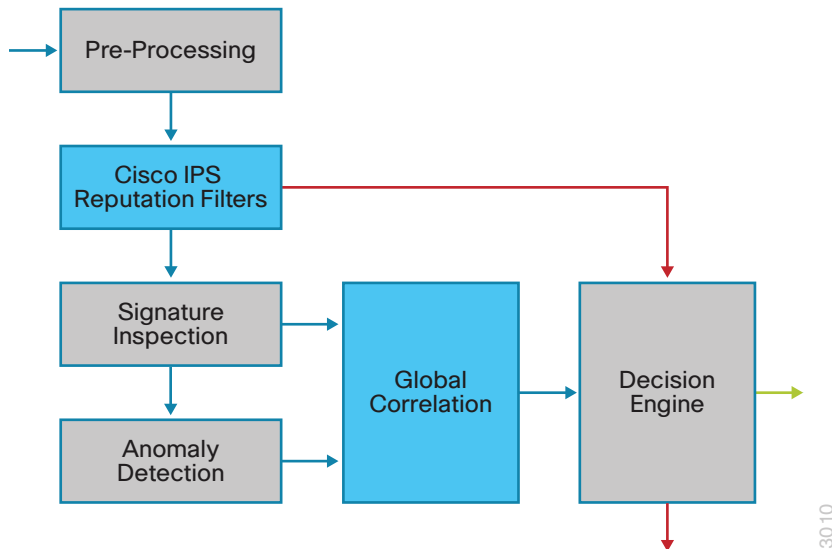 Pre-Processing
Cisco IPS
Reputation Filters
Signature
Inspection
Anomaly
Detection
Global
Correlation
Decision
Engine
3010